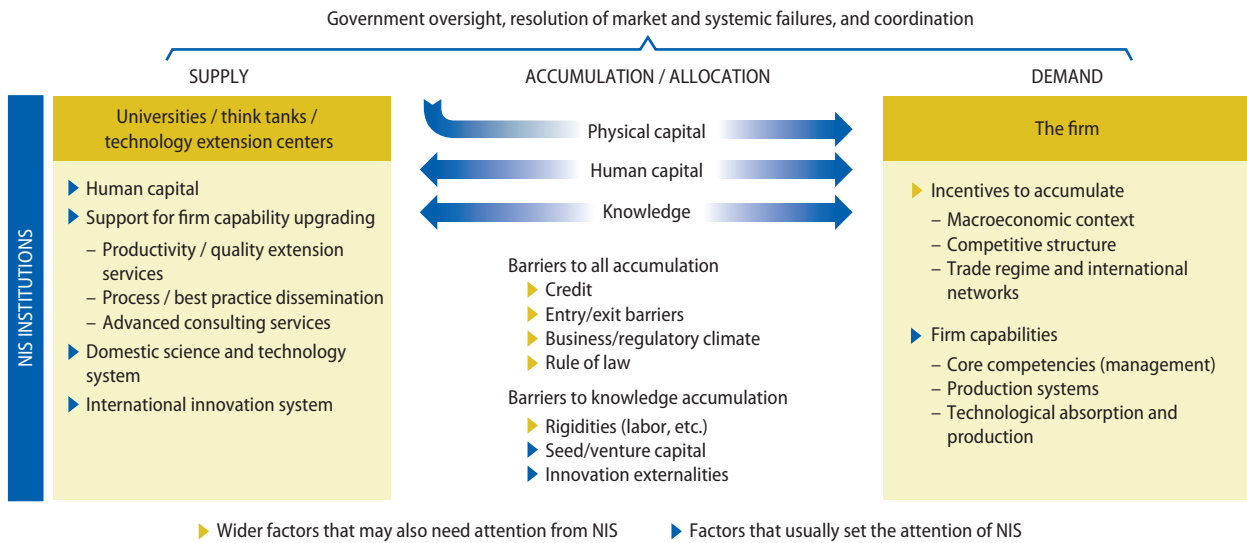 Government oversight, resolution of market and systemic failures, and coordination
SUPPLY
ACCUMULATION / ALLOCATION
DEMAND
NIS INSTITUTIONS
Universities / think tanks /
technology extension centers
Human capital
Support for firm capability upgrading
– Productivity / quality extension
services
– Process / best practice dissemination
– Advanced consulting services
Domestic science and technology
system
International innovation system
Physical capital
Human capital
Knowledge
Barriers to all accumulation
Credit
Entry/exit barriers
Business/regulatory climate
Rule of law
Barriers to knowledge accumulation
Rigidities (labor, etc.)
Seed/venture capital
Innovation externalities
The firm
Incentives to accumulate
– Macroeconomic context
– Competitive structure
– Trade regime and international
networks
Firm capabilities
– Core competencies (management)
– Production systems
– Technological absorption and
production
Wider factors that may also need attention from NIS
Factors that usually set the attention of NIS